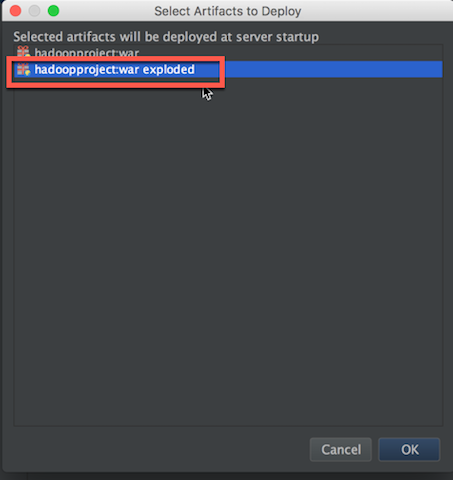 Select Artifacts to Deploy
Selected artifacts will be deployed at server startup
hadoopproject:war
hadoopproject:war exploded
Cancel
OK